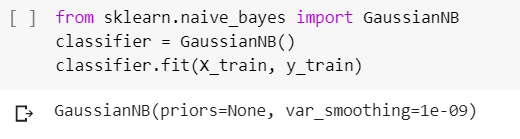 [ ] from sklearn.naive_bayes import GaussianNB
classifier = GaussianNB()
classifier.fit(X_train, y_train)
GaussianNB(priors=None, var_smoothing=1e-09)